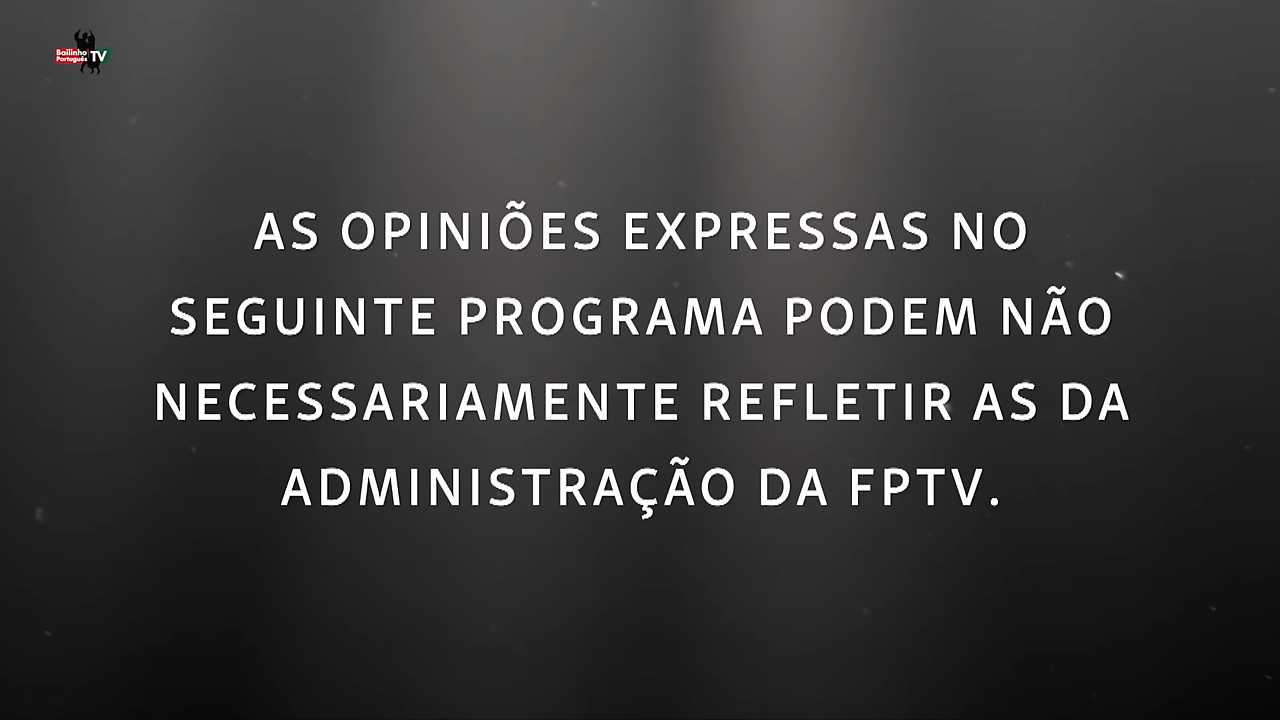 Bailinho
Português TV
AS OPINIÕES EXPRESSAS NO
SEGUINTE PROGRAMA PODEM NÃO
NECESSARIAMENTE REFLETIR AS DA
ADMINISTRAÇÃO DA FPTV.